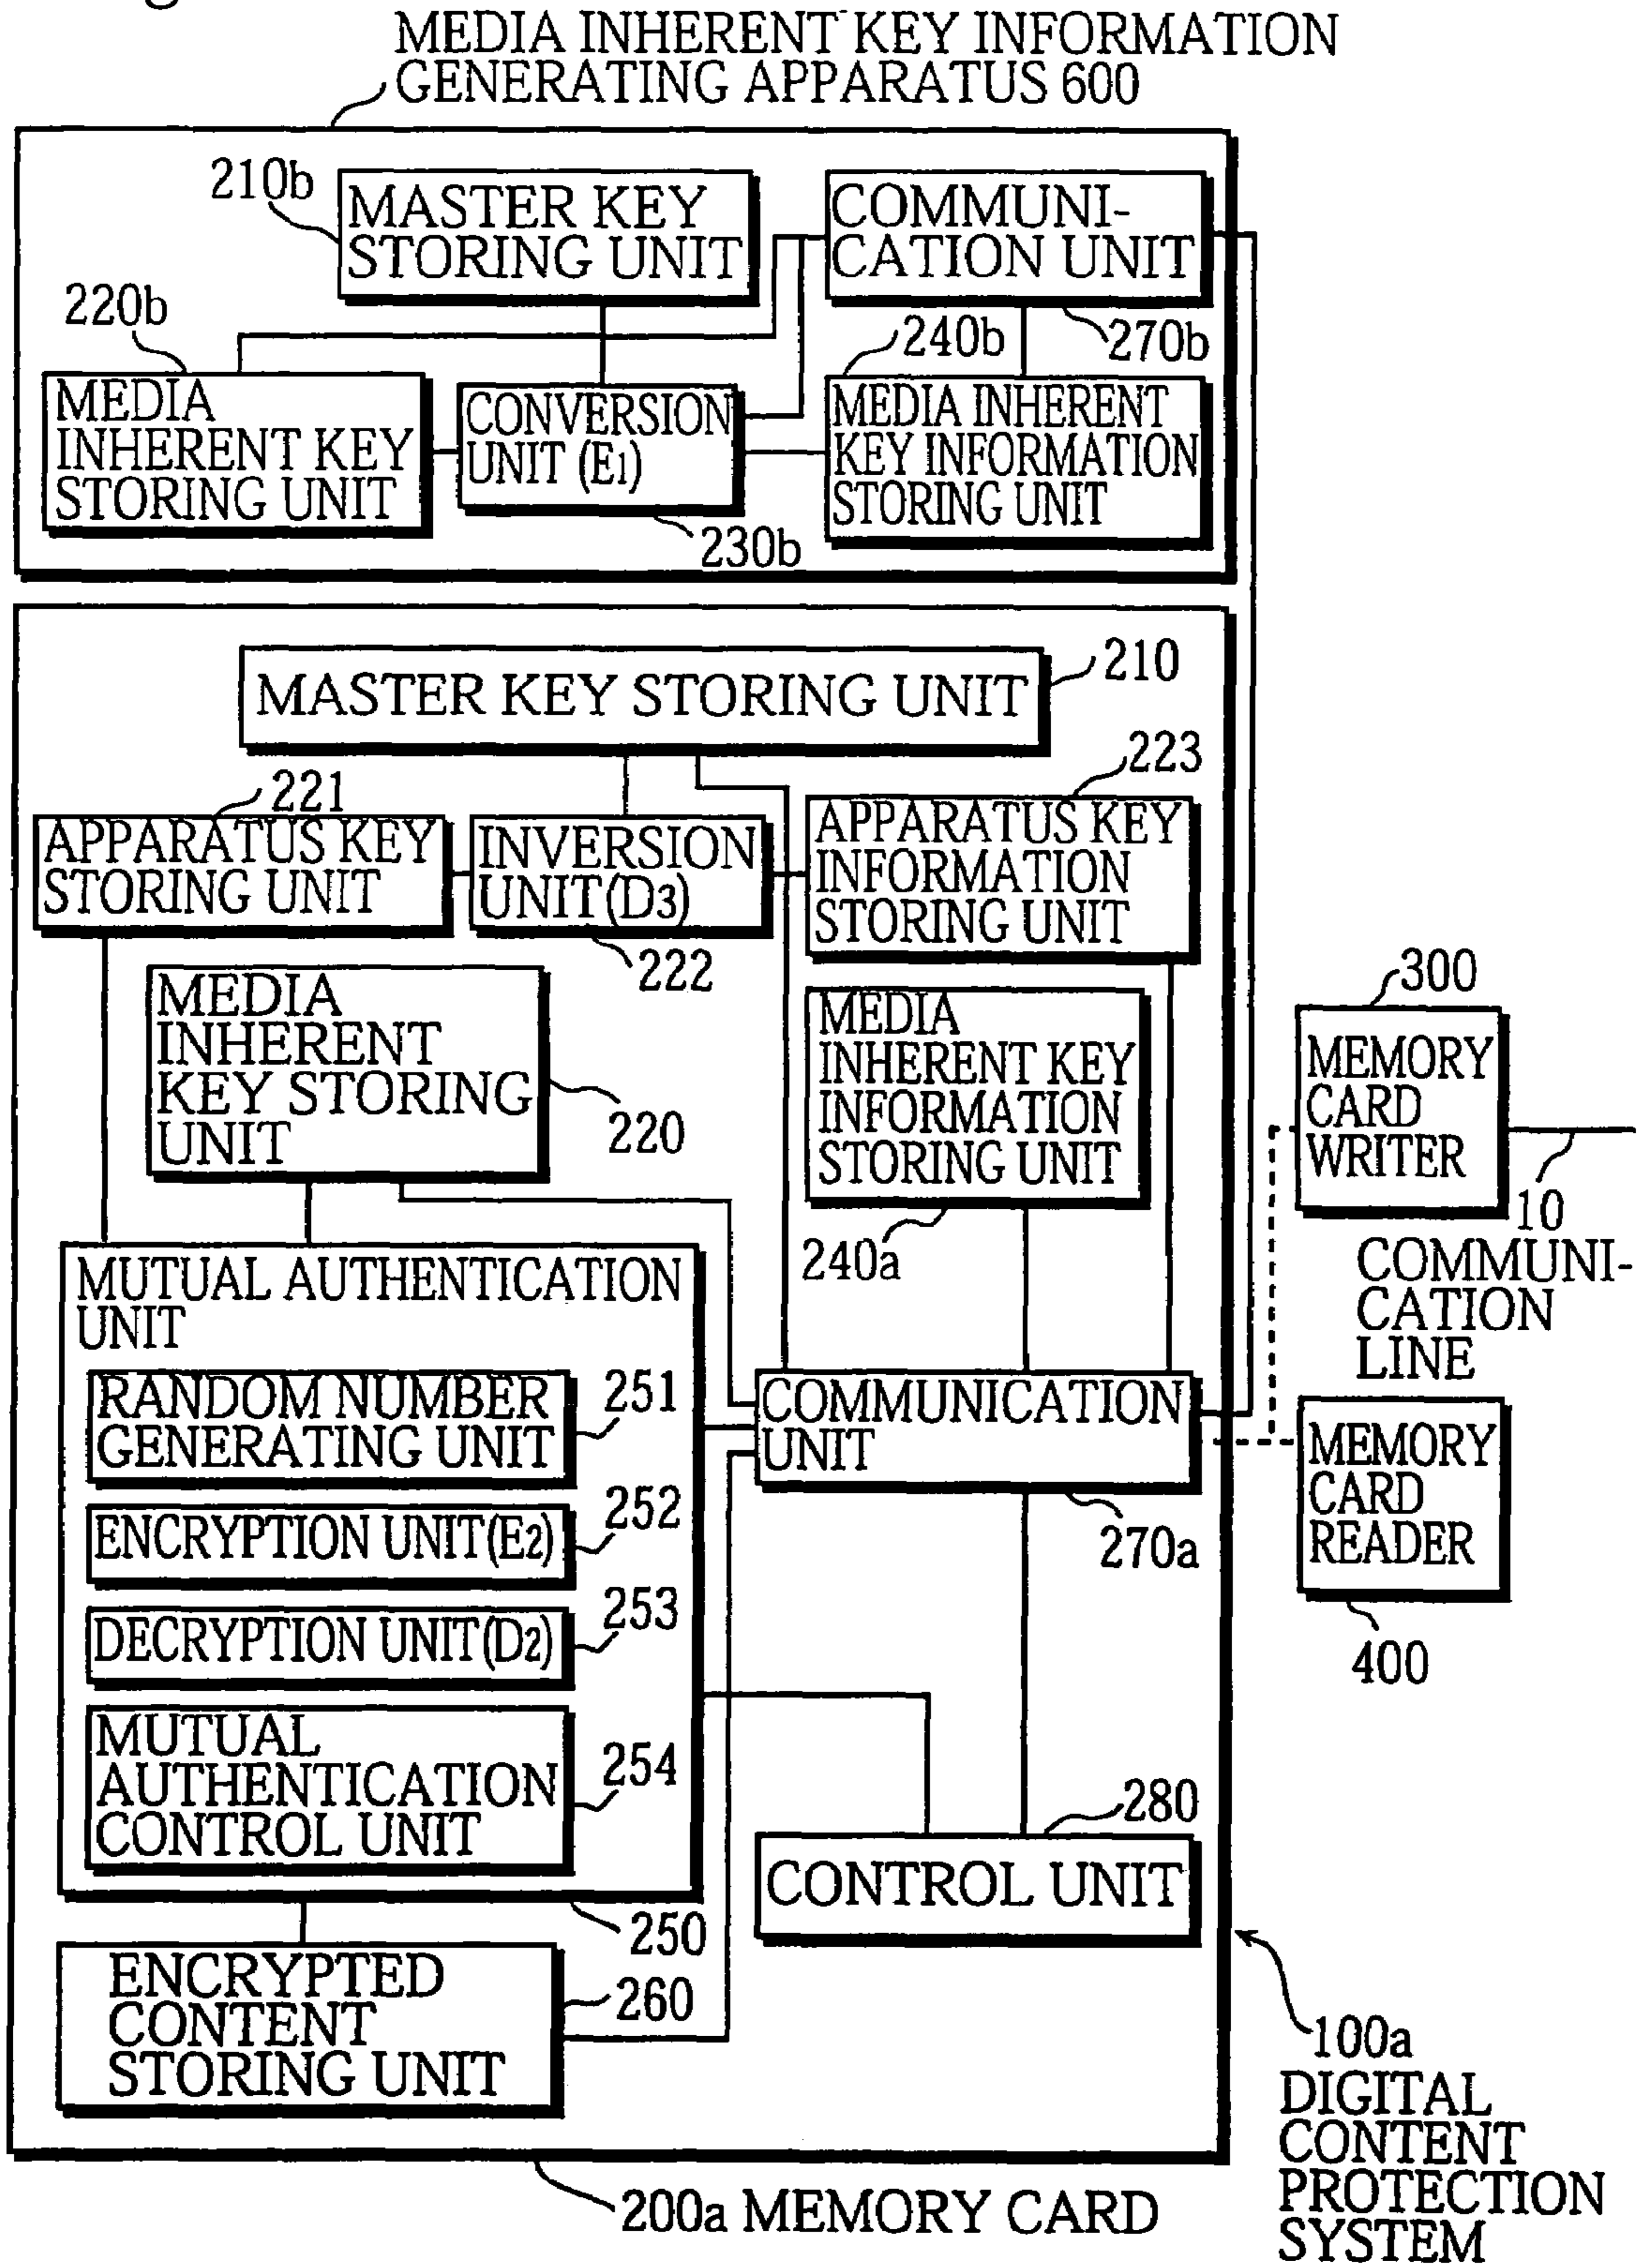 MEDIA INHERENT KEY INFORMATION
GENERATING APPARATUS 600
210b
MASTER KEY
STORING UNIT
COMMUNI-
CATION UNIT
220b
240b
270b
MEDIA
INHERENT KEY
STORING UNIT
CONVERSION
UNIT (E1)
MEDIA INHERENT
KEY INFORMATION
STORING UNIT
230b
MASTER KEY STORING UNIT
210
223
221
APPARATUS KEY
STORING UNIT
INVERSION
UNIT(D3)
APPARATUS KEY
INFORMATION
STORING UNIT
222
MEDIA
INHERENT
KEY STORING
UNIT
220
MEDIA
INHERENT KEY
INFORMATION
STORING UNIT
240a
300
MEMORY
CARD
WRITER
10
COMMUNI-
CATION
LINE
MUTUAL AUTHENTICATION
UNIT
RANDOM NUMBER
GENERATING UNIT
251
COMMUNICATION
UNIT
270a
MEMORY
CARD
READER
400
ENCRYPTION UNIT(E2)
252
DECRYPTION UNIT(D2)
253
MUTUAL
AUTHENTICATION
CONTROL UNIT
254
280
CONTROL UNIT
250
ENCRYPTED
CONTENT
STORING UNIT
260
100a
DIGITAL
CONTENT
PROTECTION
SYSTEM
200a MEMORY CARD